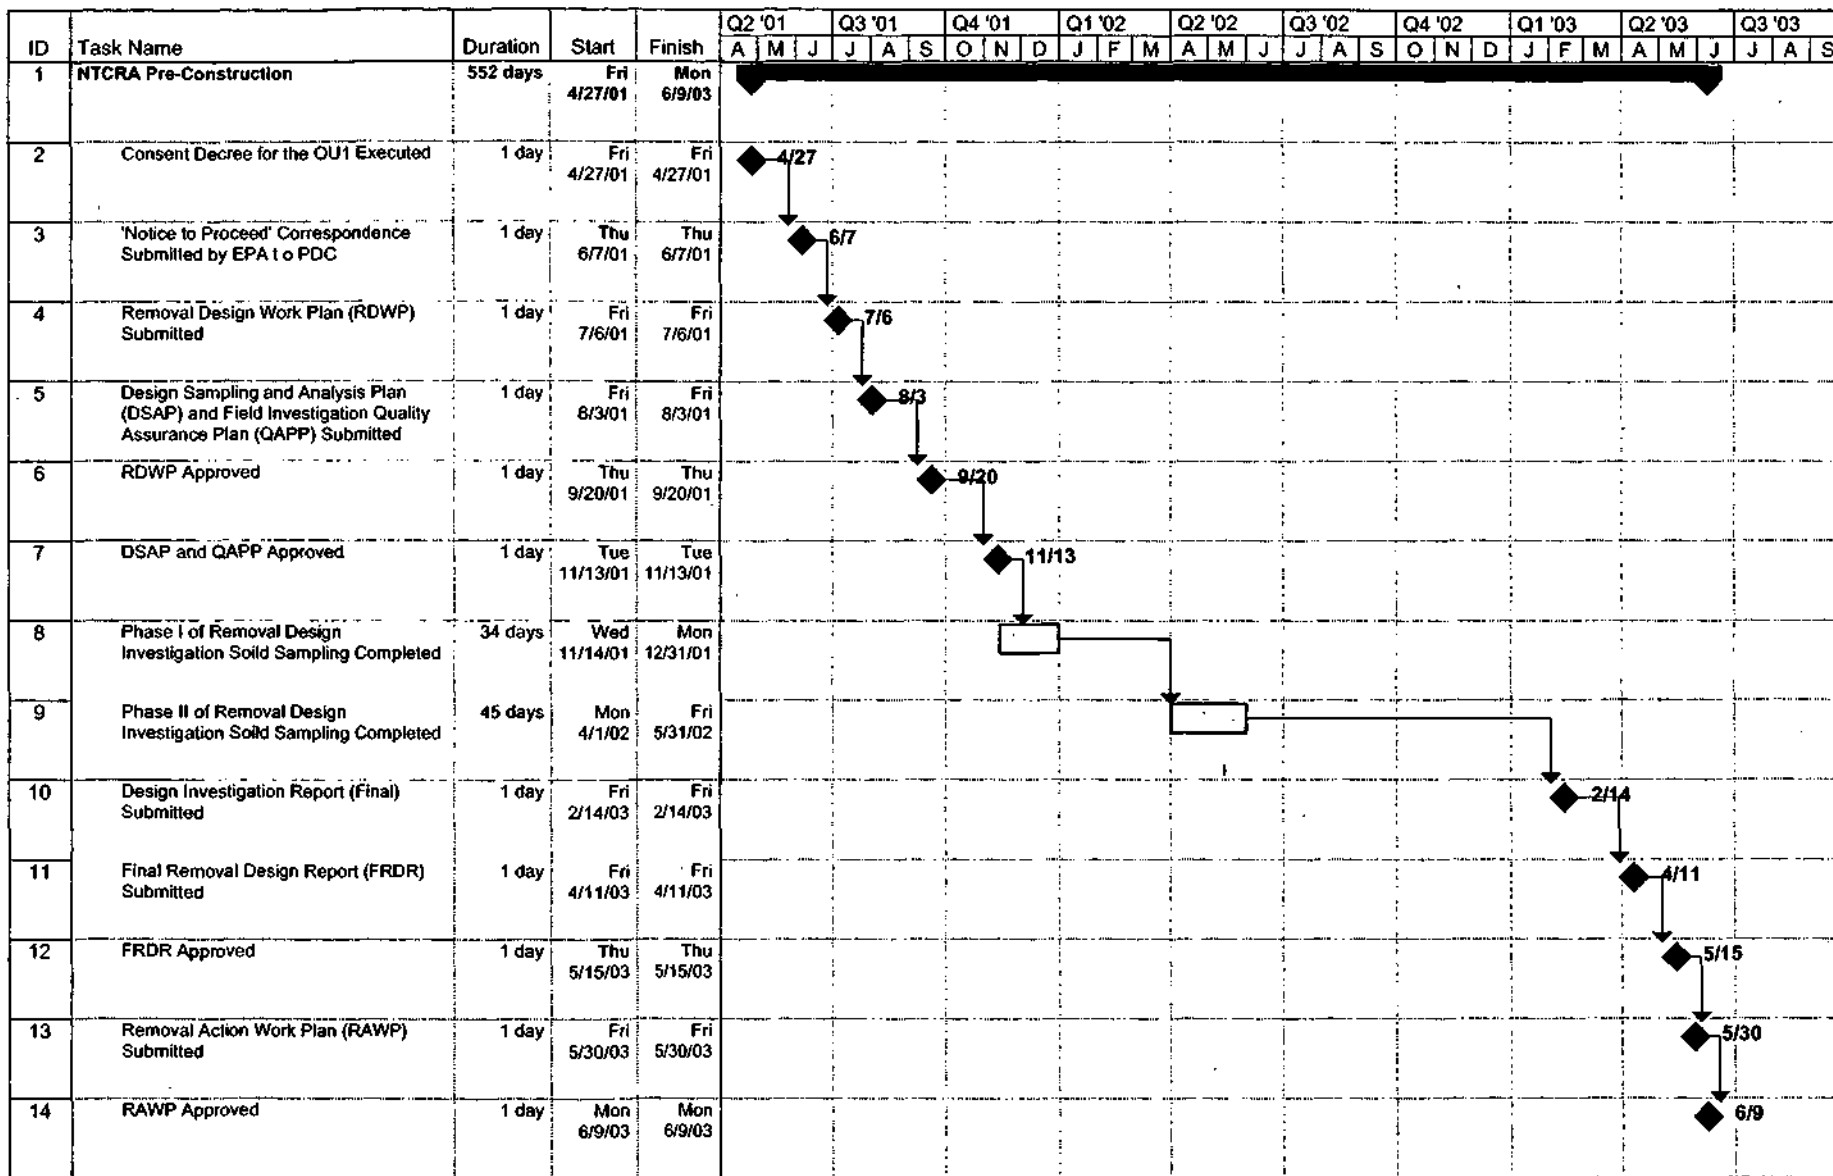 Q2 '01 Q3 '01 Q4 '01 Q1 '02 Q2 '02 Q3 '02 Q4 '02 Q1 '03 Q2 '03 Q3 '03
ID Task Name Duration Start Finish A M J J A S O N D J F M A M J J A S O N D J F M A M J J A S
1 NTCRA Pre-Construction 552 days Fri Mon
4/27/01 6/9/03
2 Consent Decree for the OU1 Executed 1 day Fri Fri 4/27
4/27/01 4/27/01
3 'Notice to Proceed' Correspondence 1 day Thu Thu 6/7
Submitted by EPA t o PDC 6/7/01 6/7/01
4 Removal Design Work Plan (RDWP) 1 day Fri Fri 7/6
Submitted 7/6/01 7/6/01
5 Design Sampling and Analysis Plan 1 day Fri Fri 8/3
(DSAP) and Field Investigation Quality 8/3/01 8/3/01
Assurance Plan (QAPP) Submitted
6 RDWP Approved 1 day Thu Thu 9/20
9/20/01 9/20/01
7 DSAP and QAPP Approved 1 day Tue Tue 11/13
11/13/01 11/13/01
8 Phase I of Removal Design 34 days Wed Mon
Investigation Soild Sampling Completed 11/14/01 12/31/01
9 Phase II of Removal Design 45 days Mon Fri
Investigation Soild Sampling Completed 4/1/02 5/31/02
10 Design Investigation Report (Final) 1 day Fri Fri 2/14
Submitted 2/14/03 2/14/03
11 Final Removal Design Report (FRDR) 1 day Fri Fri 4/11
Submitted 4/11/03 4/11/03
12 FRDR Approved 1 day Thu Thu 5/15
5/15/03 5/15/03
13 Removal Action Work Plan (RAWP) 1 day Fri Fri 5/30
Submitted 5/30/03 5/30/03
14 RAWP Approved 1 day Mon Mon 6/9
6/9/03 6/9/03